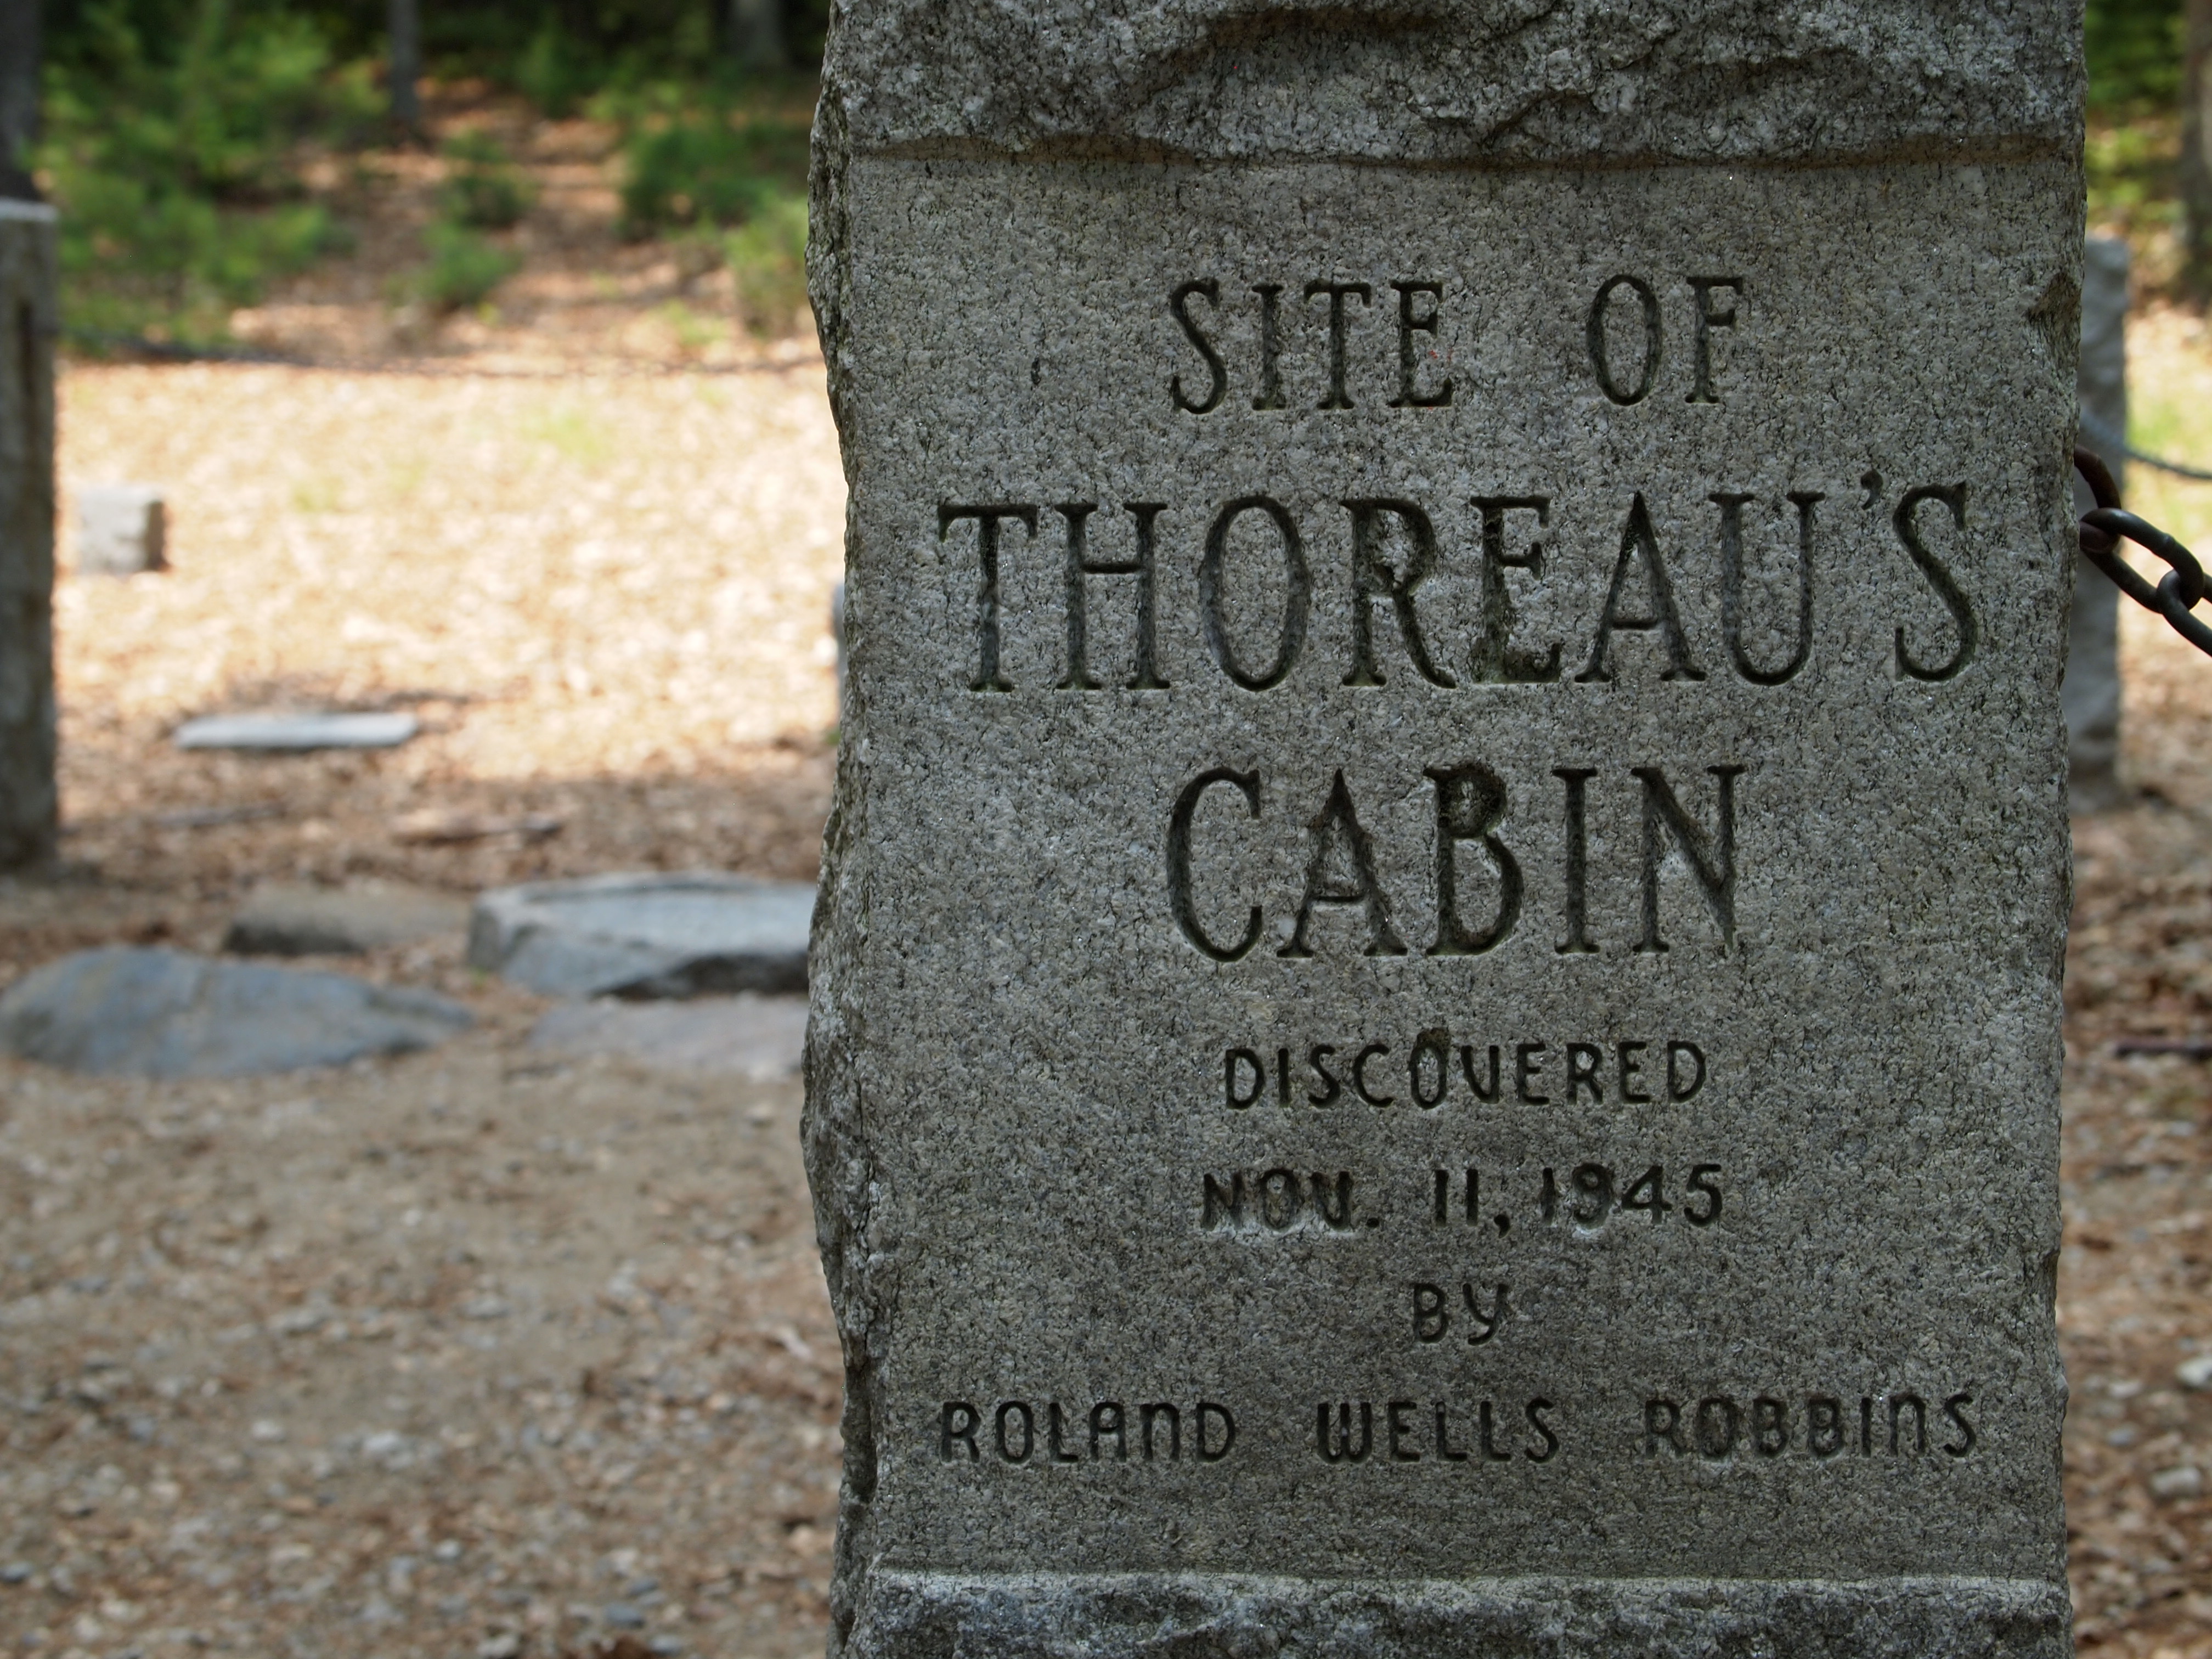 SITE OF
THOREAU'S
CABIN
DISCOVERED
NOV. 11, 1945
BY
ROLAND WELLS ROBBINS